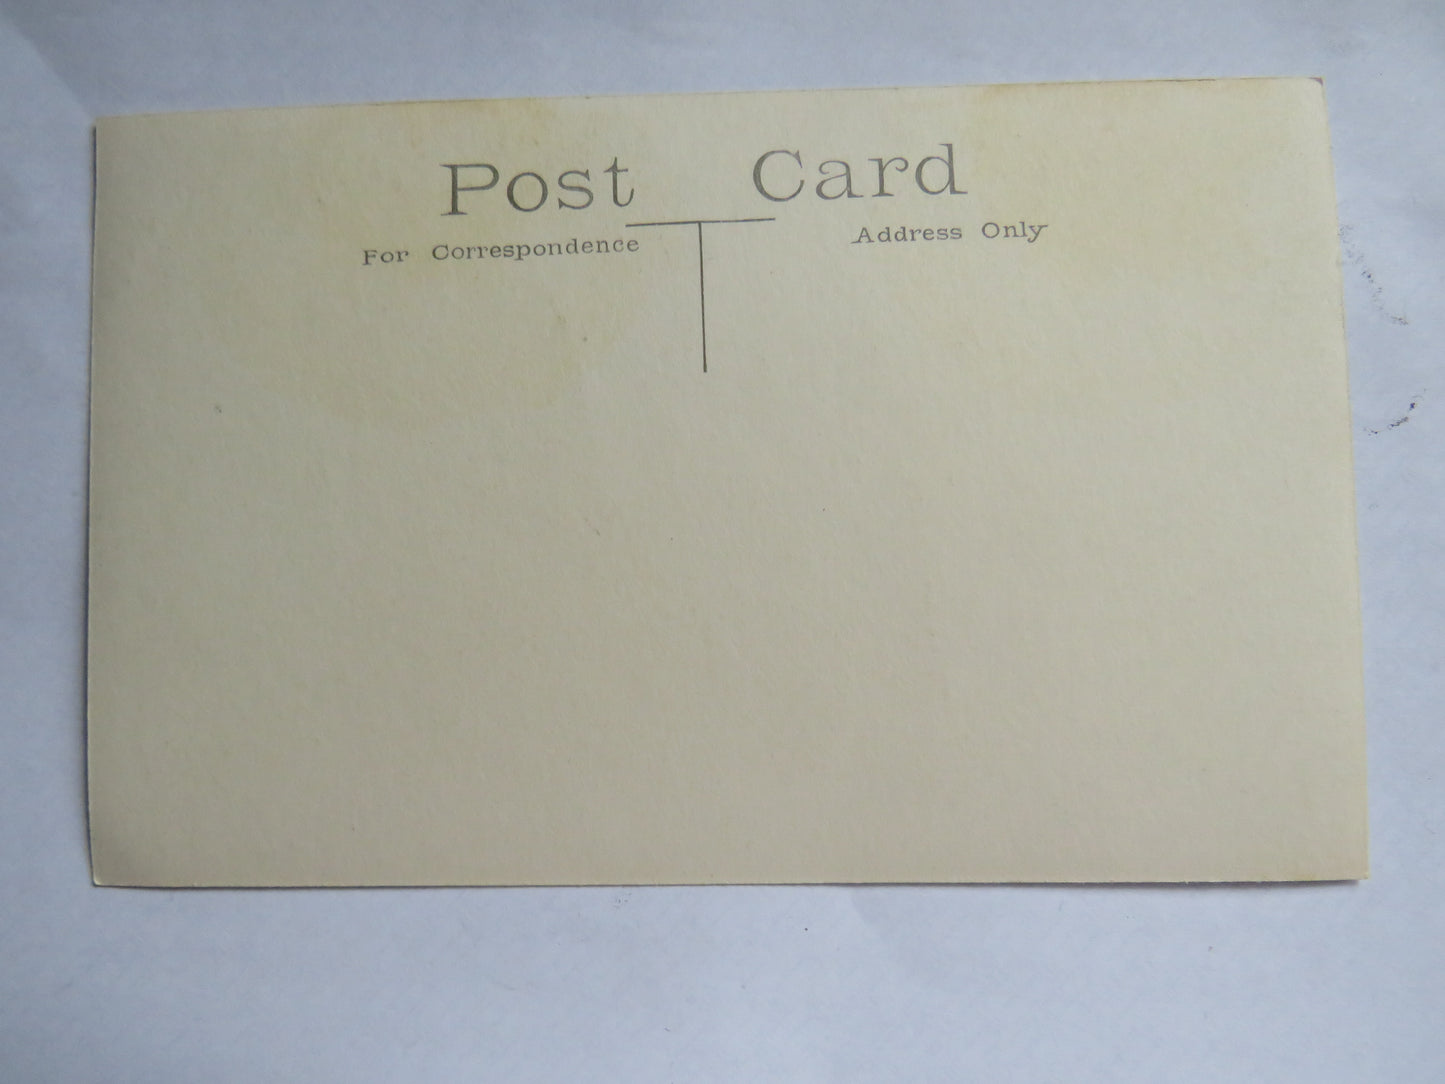 Post Card
For Correspondence
Address Only